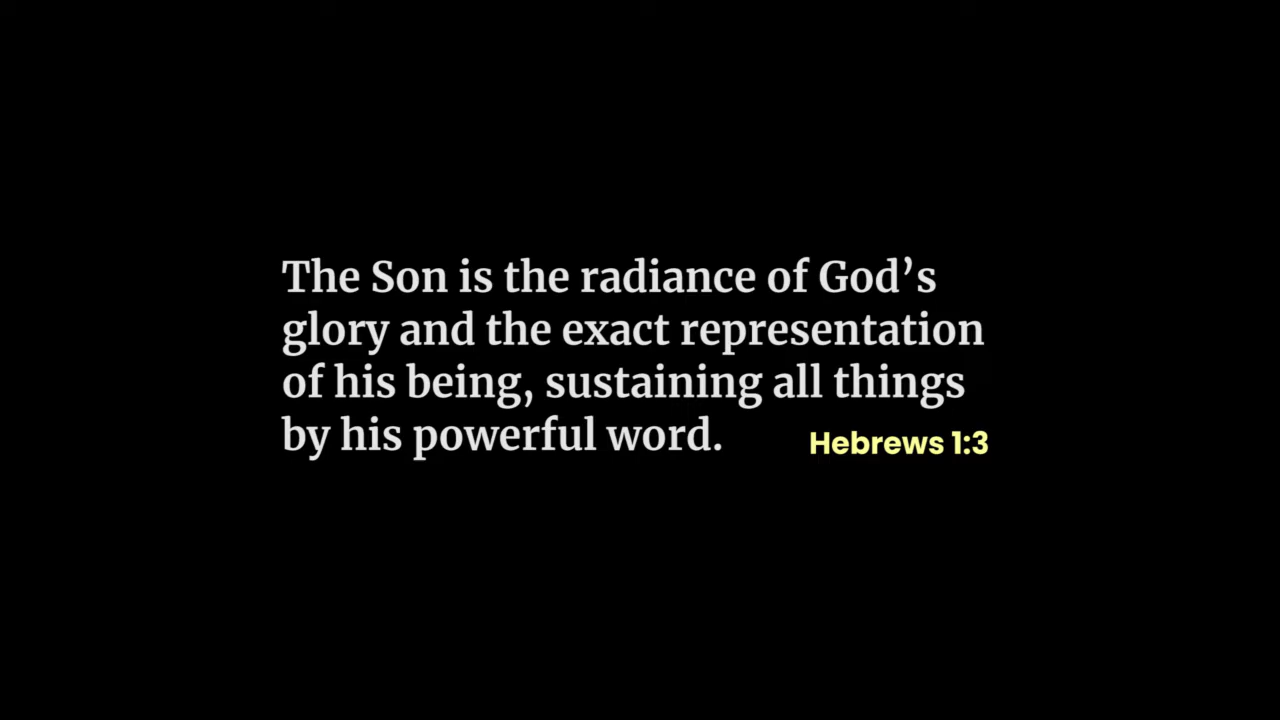 The Son is the radiance of God’s
glory and the exact representation
of his being, sustaining all things
by his powerful word.
Hebrews 1:3